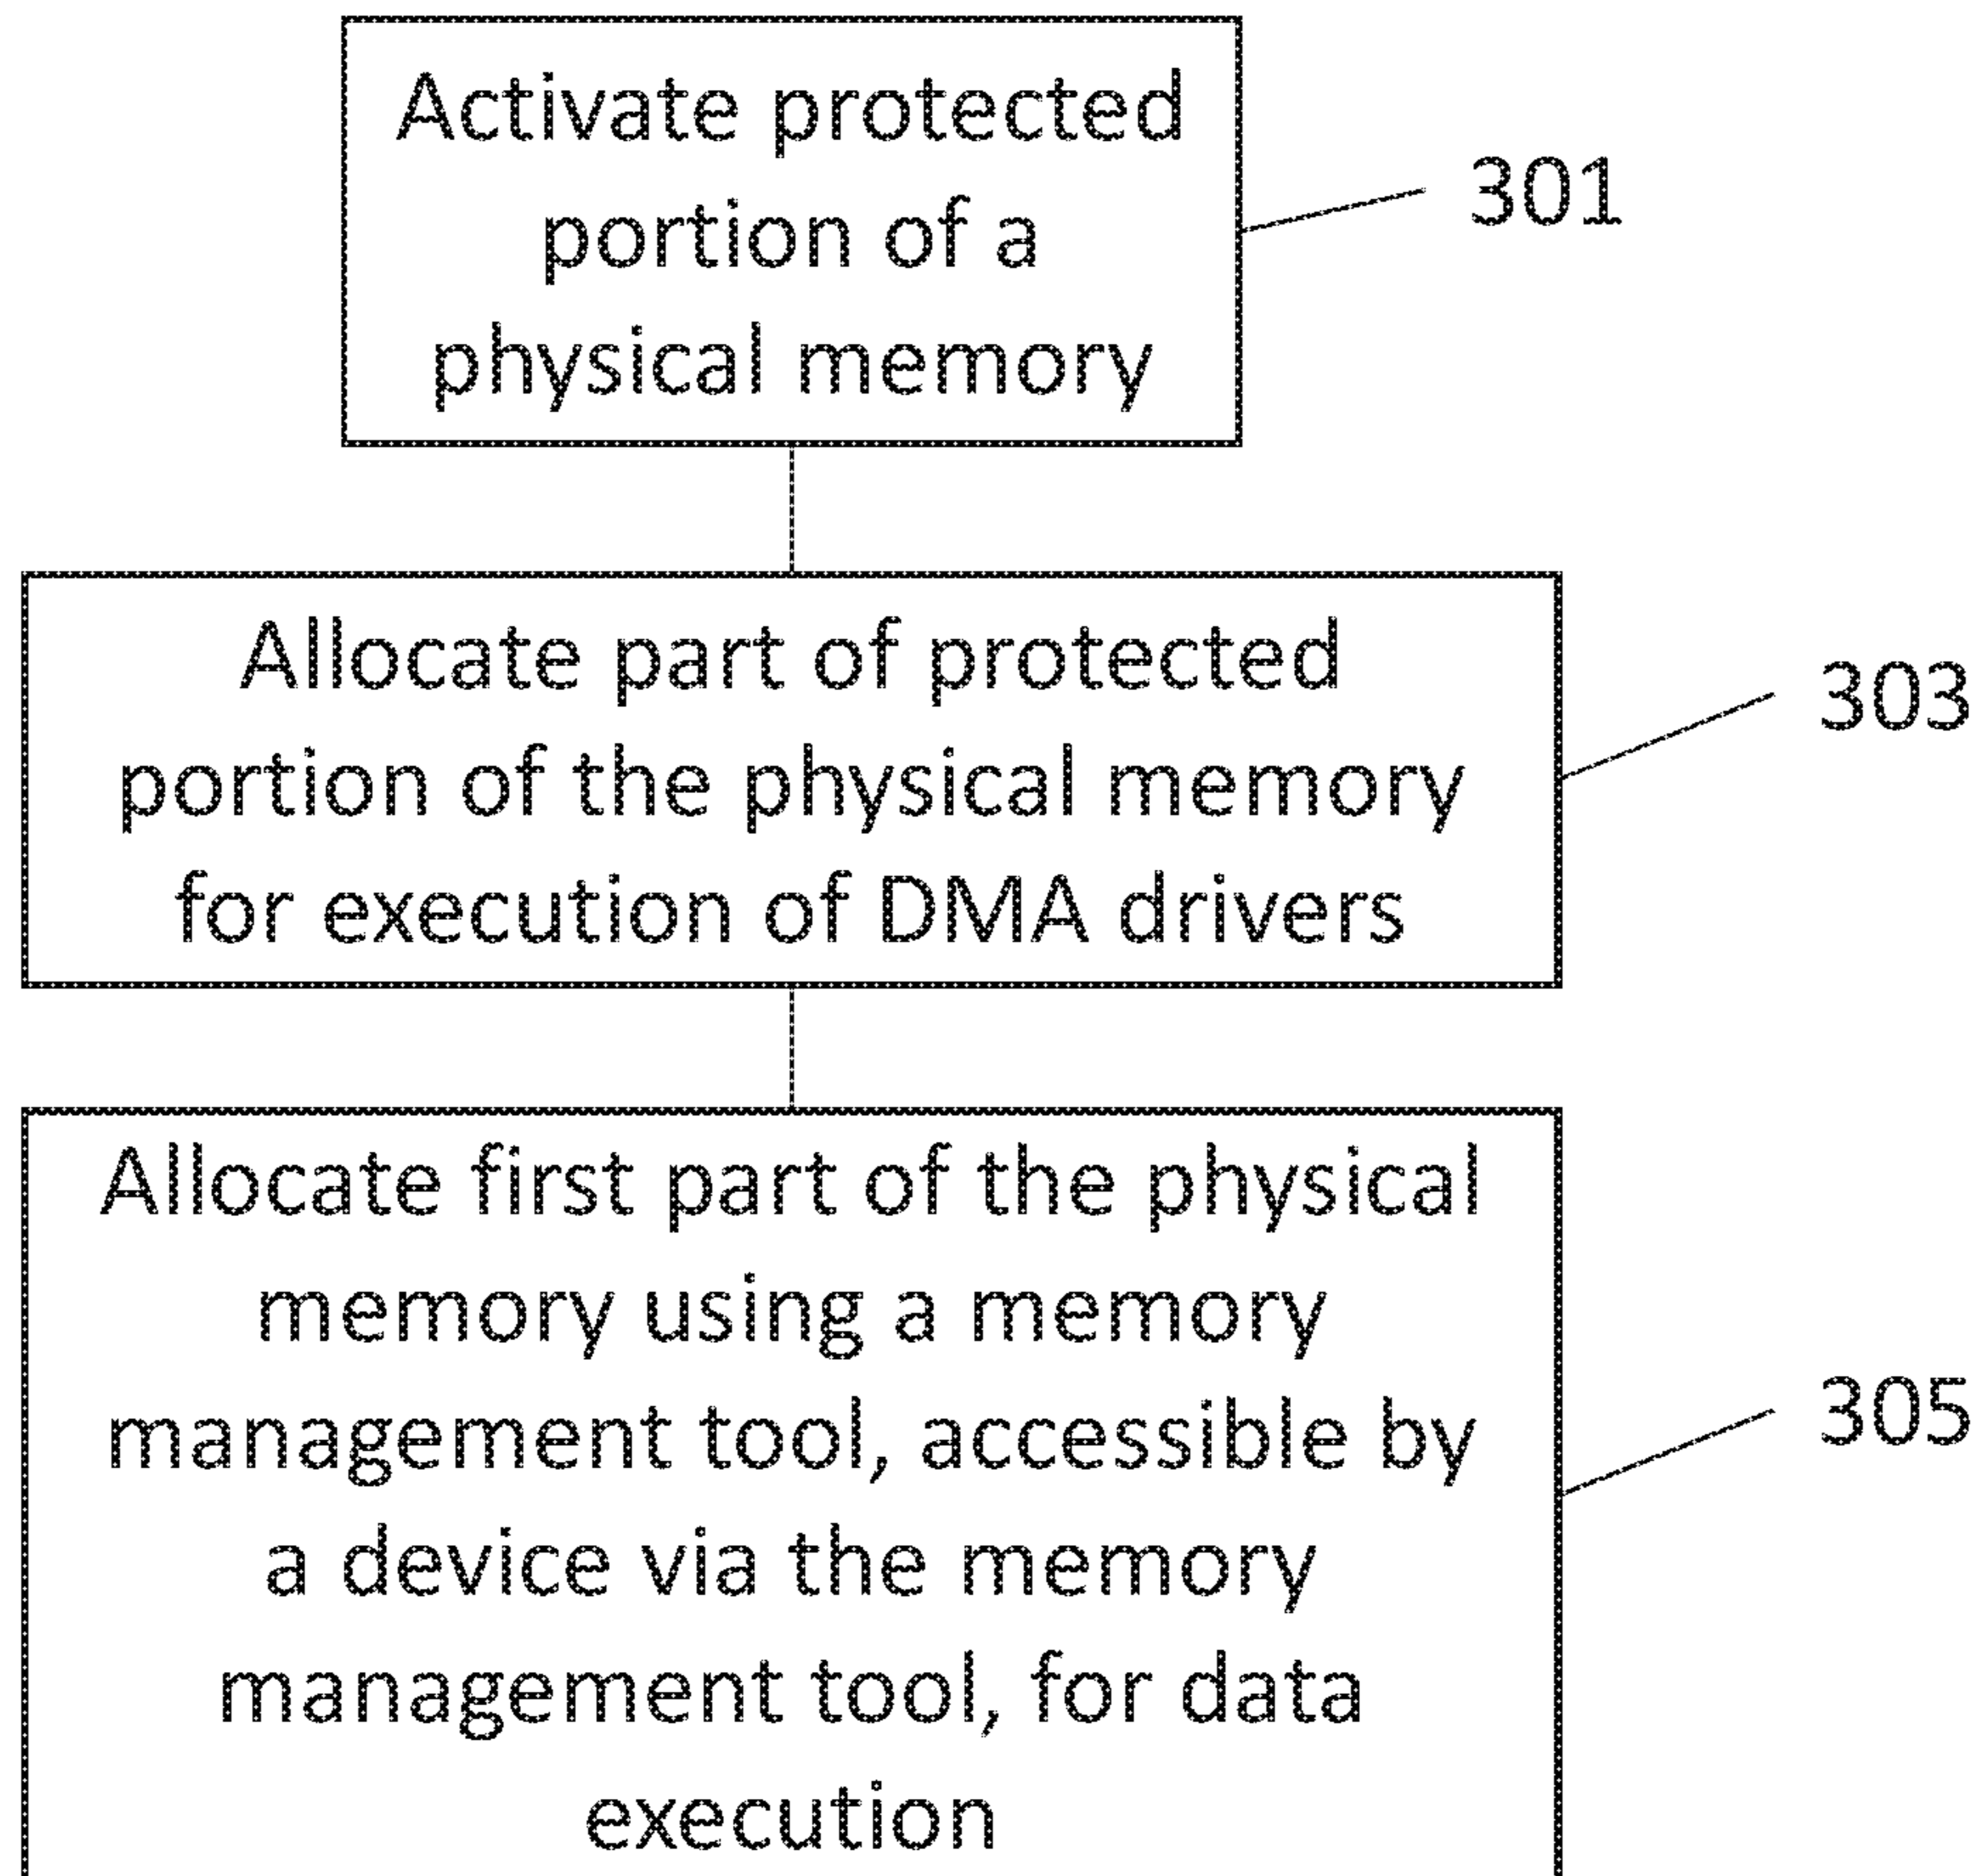 Activate protected
portion of a
physical memory
301
Allocate part of protected
portion of the physical memory
for execution of DMA drivers
303
Allocate first part of the physical
memory using a memory
management tool, accessible by
a device via the memory
management tool, for data
execution
305